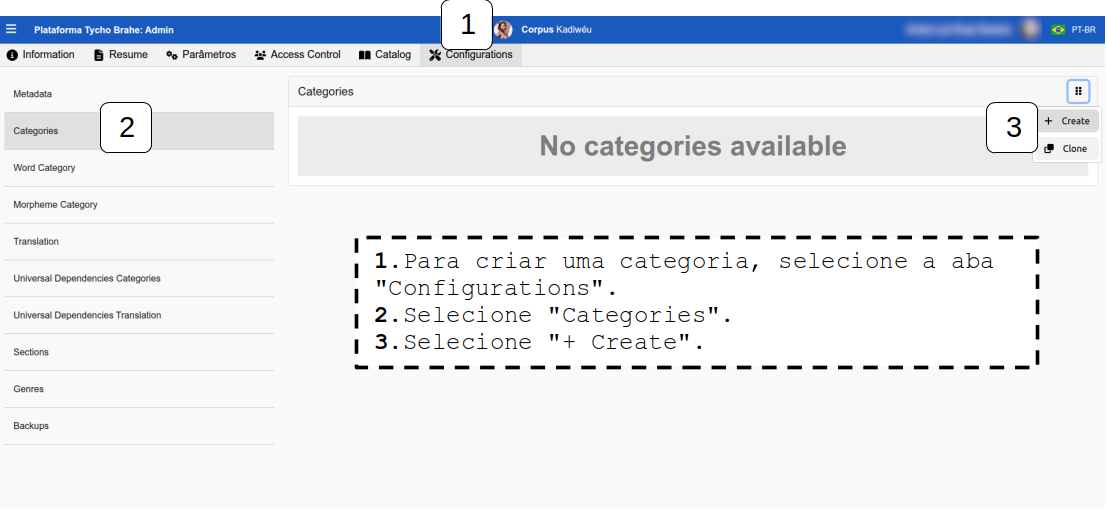 1
Plataforma Tycho Brahe: Admin
Corpus Kadiwéu
PT-BR
Information Resume Parâmetros Access Control Catalog Configurations
Metadata
Categories
2
Word Category
Morpheme Category
Translation
Universal Dependencies Categories
Universal Dependencies Translation
Sections
Genres
Backups
Categories
No categories available
3
+ Create
Clone
1.Para criar uma categoria, selecione a aba
"Configurations".
2.Selecione "Categories".
3.Selecione "+ Create".